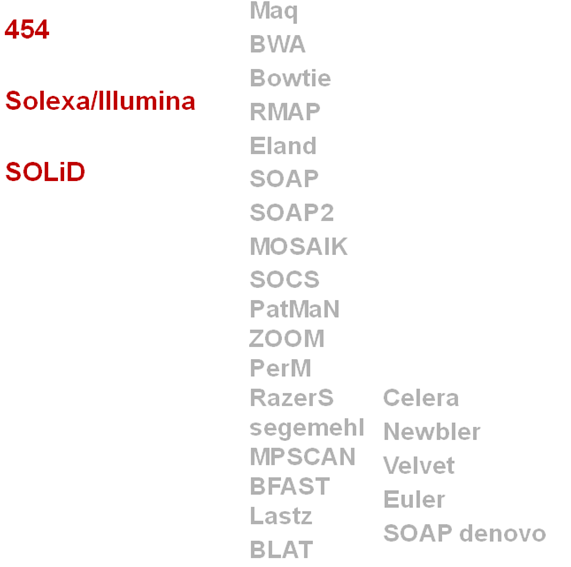 454
Solexa/Illumina
SOLiD
Maq
BWA
Bowtie
RMAP
Eland
SOAP
SOAP2
MOSAIK
SOCS
PatMaN
ZOOM
PerM
RazerS
segemehl
MPSCAN
BFAST
Lastz
BLAT
Celera
Newbler
Velvet
Euler
SOAP denovo